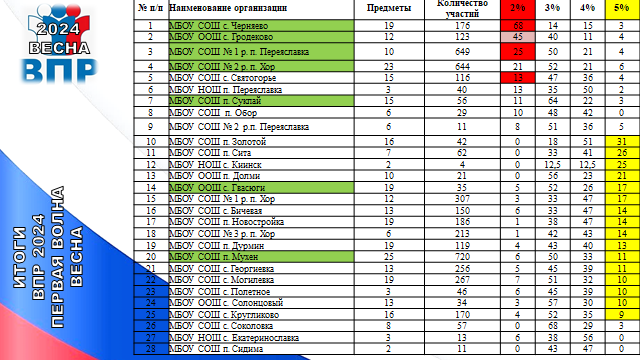 2024
ВЕСНА
ВПР
ИТОГИ
ВПР 2024
ПЕРВАЯ ВОЛНА
ВЕСНА
№ п/п Наименование организации Предметы Количество участий 2% 3% 4% 5%
1 МБОУ СОШ с. Черняево 19 176 68 14 15 3
2 МБОУ ООШ с. Гродеково 12 123 45 40 11 4
3 МБОУ СОШ № 1 р. п. Переяславка 10 649 25 50 21 4
4 МБОУ СОШ № 2 р. п. Хор 23 644 21 52 21 6
5 МБОУ СОШ с. Святогорье 15 116 13 47 36 4
6 МБОУ НОШ п. Переяславка 3 40 13 35 50 2
7 МБОУ СОШ п. Сукпай 15 56 11 64 22 3
8 МБОУ СОШ п. Обор 6 29 10 48 42 0
9 МБОУ СОШ № 2 р.п. Переяславка 6 11 8 51 36 5
10 МБОУ СОШ п. Золотой 16 42 0 18 51 31
11 МБОУ СОШ п. Сита 7 62 0 33 41 26
12 МБОУ НОШ с. Киинск 2 4 0 12,5 12,5 25
13 МБОУ ООШ п. Долми 10 21 0 56 23 21
14 МБОУ ООШ с. Гвасюги 19 35 5 52 26 17
15 МБОУ СОШ № 1 р. п. Хор 12 307 3 33 47 17
16 МБОУ СОШ с. Бичевая 13 150 6 33 47 14
17 МБОУ СОШ п. Новостройка 19 186 1 38 47 14
18 МБОУ СОШ № 3 р. п. Хор 6 213 1 42 43 14
19 МБОУ СОШ п. Дурмин 19 119 4 43 40 13
20 МБОУ СОШ п. Мухен 25 720 6 50 33 11
21 МБОУ СОШ с. Георгиевка 13 256 5 45 39 11
22 МБОУ СОШ с. Могилевка 19 267 7 51 32 10
23 МБОУ СОШ с. Полетное 3 46 6 45 39 10
24 МБОУ ООШ с. Солонцовый 13 34 3 57 30 10
25 МБОУ СОШ с. Кругликово 16 170 4 52 35 9
26 МБОУ СОШ с. Соколовка 8 57 0 68 29 3
27 МБОУ НОШ с. Екатеринославка 3 13 6 38 56 0
28 МБОУ СОШ п. Сидима 2 11 0 43 47 0